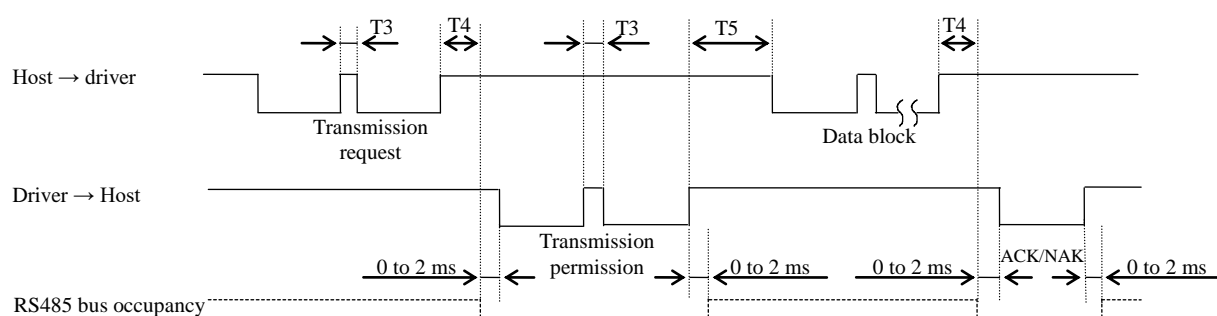 T3 T4 T3 T5 T4
Host → driver
Transmission
request
Data block
Driver → Host
Transmission
permission
0 to 2 ms 0 to 2 ms 0 to 2 ms ACK/NAK 0 to 2 ms
RS485 bus occupancy